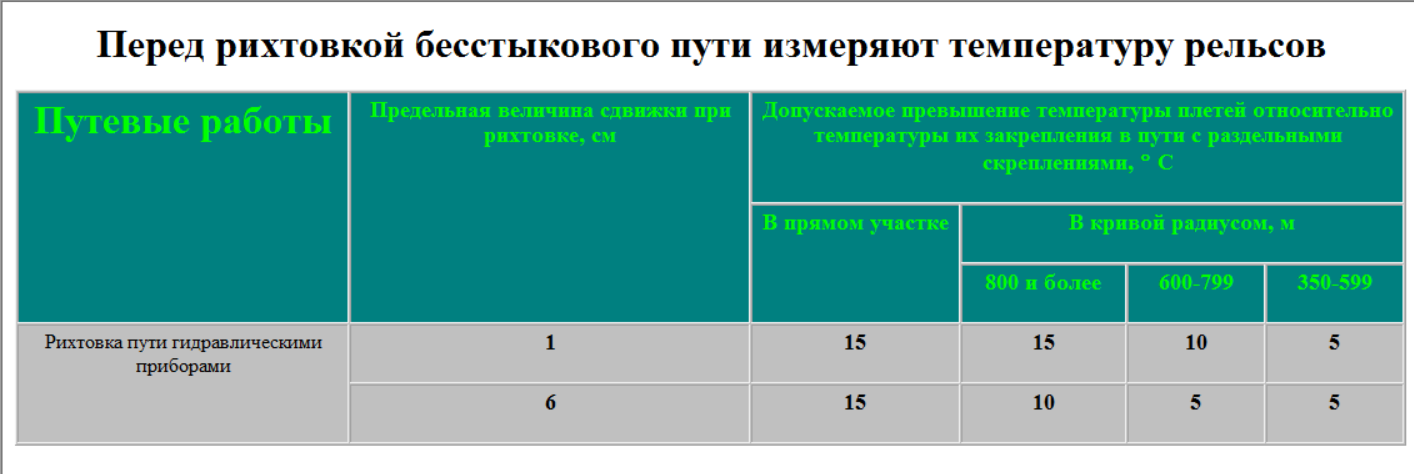 Перед рихтовкой бесстыкового пути измеряют температуру рельсов
Путевые работы
Предельная величина сдвижки при
рихтовке, см
Допускаемое превышение температуры плетей относительно
температуры их закрепления в пути с раздельными
скреплениями, ° С
В прямом участке
В кривой радиусом, м
800 и более
600-799
350-599
Рихтовка пути гидравлическими
приборами
1
15
15
10
5
6
15
10
5
5